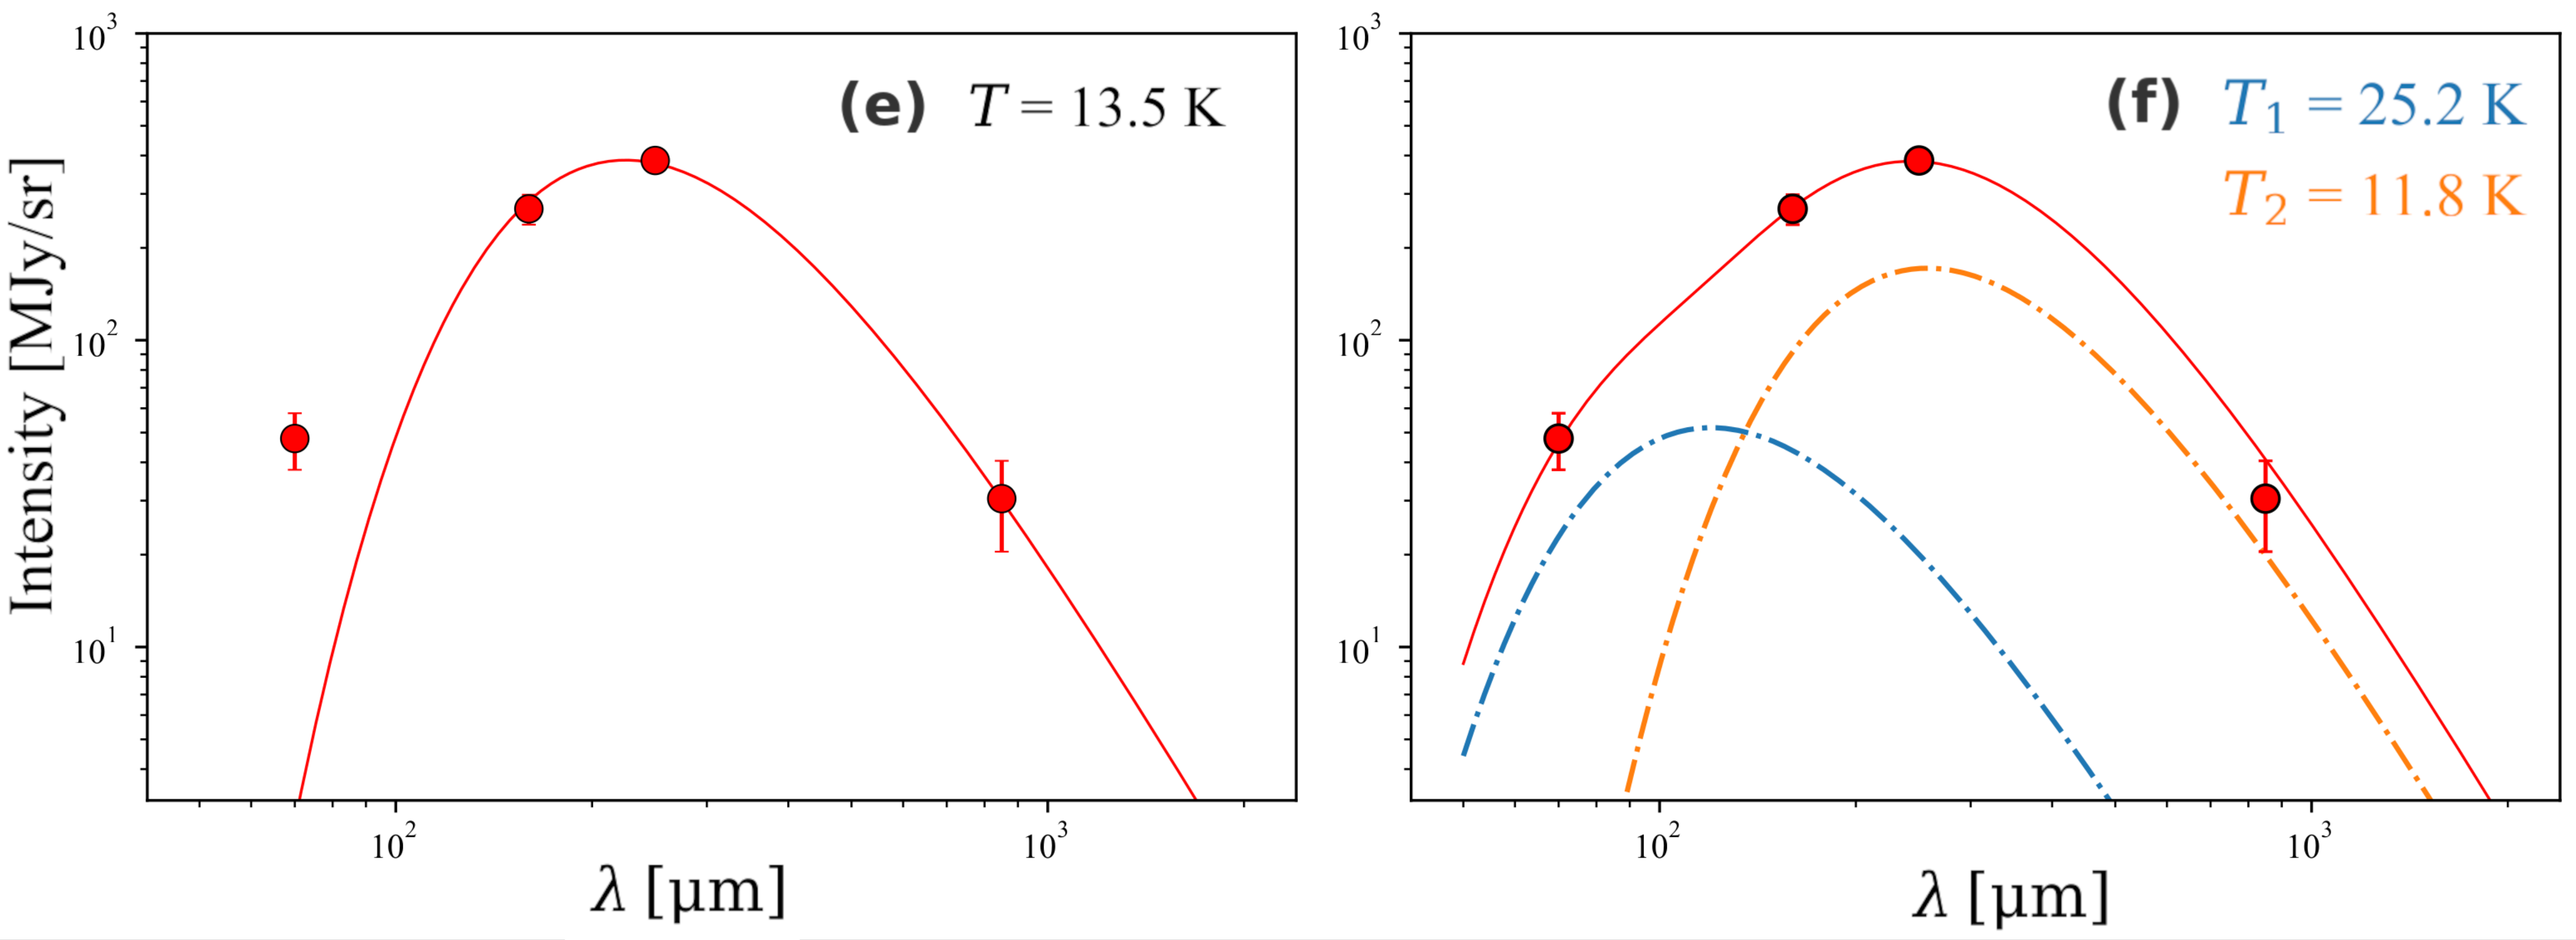 Intensity [MJy/sr]
10³
10²
10¹
(e) T = 13.5 K
10² 10³
λ [μm]
10³
10²
10¹
(f) T₁ = 25.2 K
T₂ = 11.8 K
10² 10³
λ [μm]